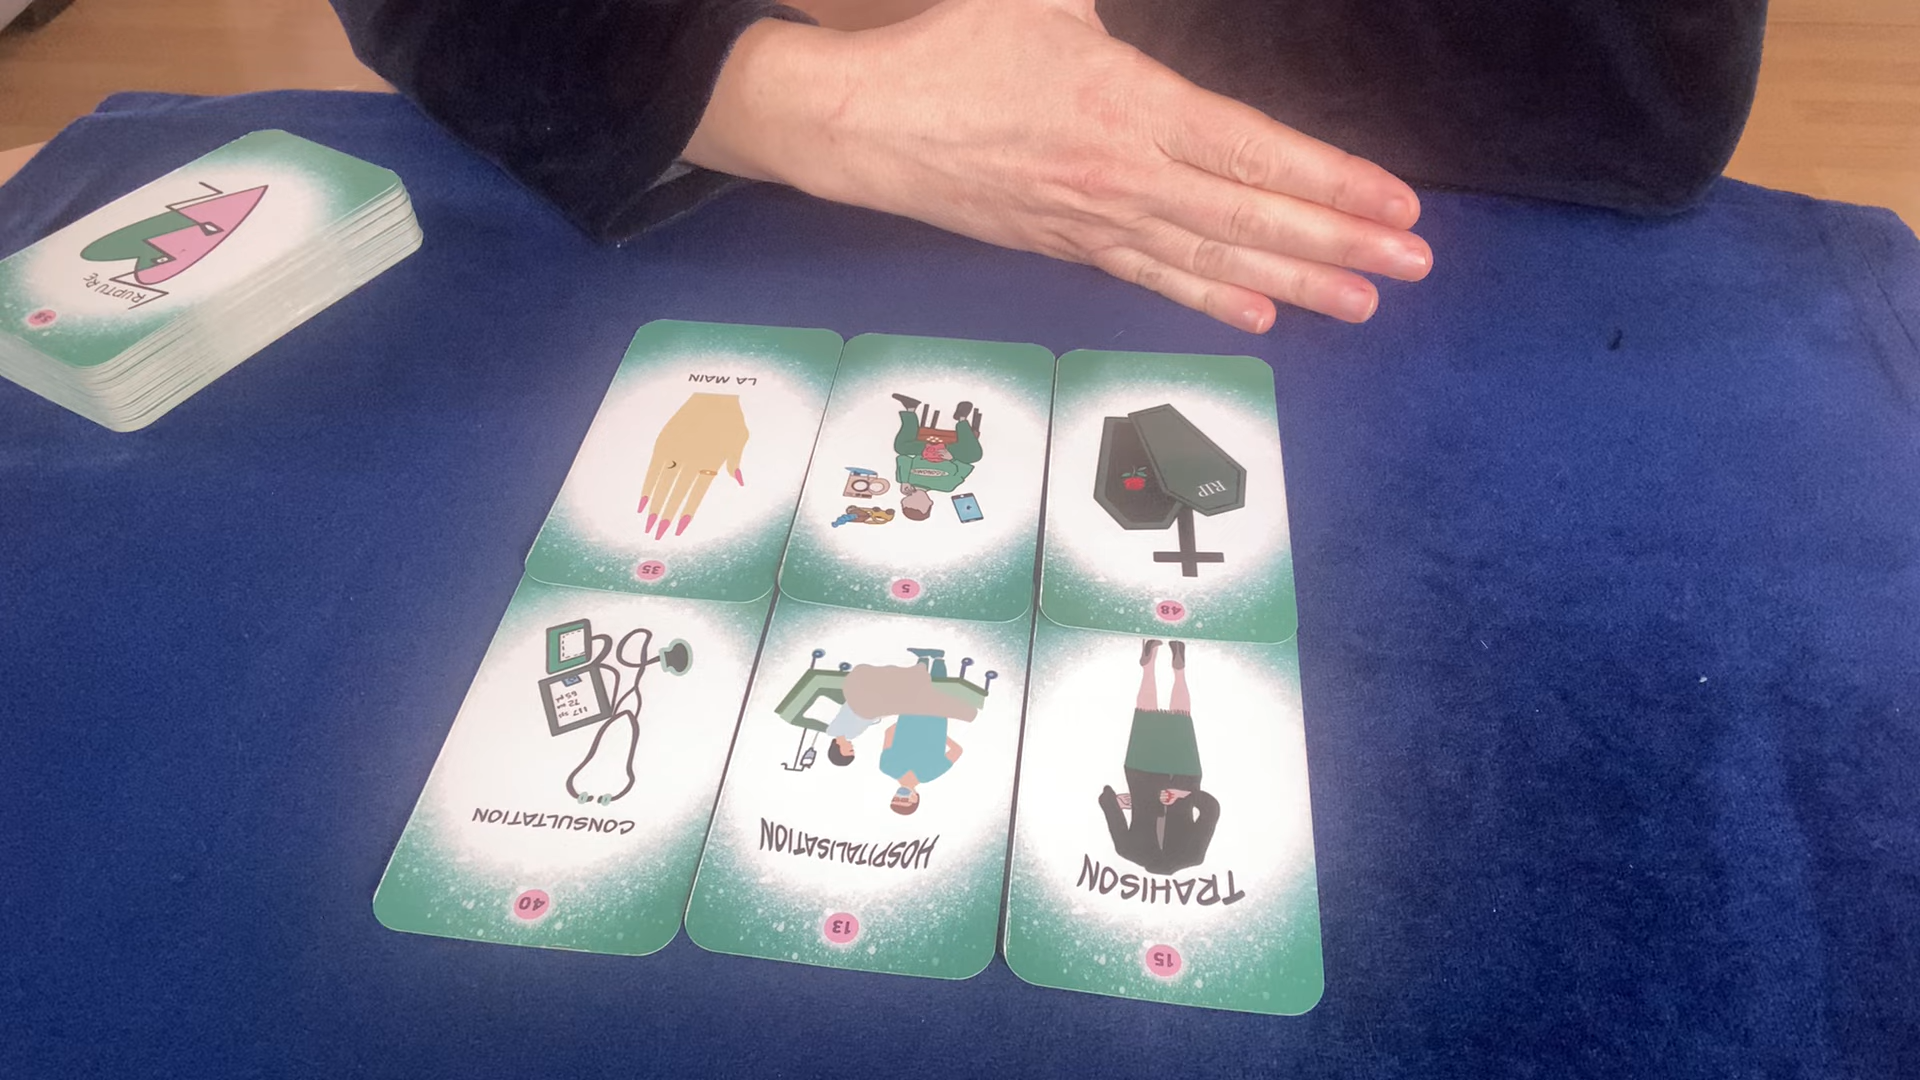 RUPTURE
LA MAIN
35
5
RIP
48
CONSULTATION
40
HOSPITALISATION
13
TRAHISON
15